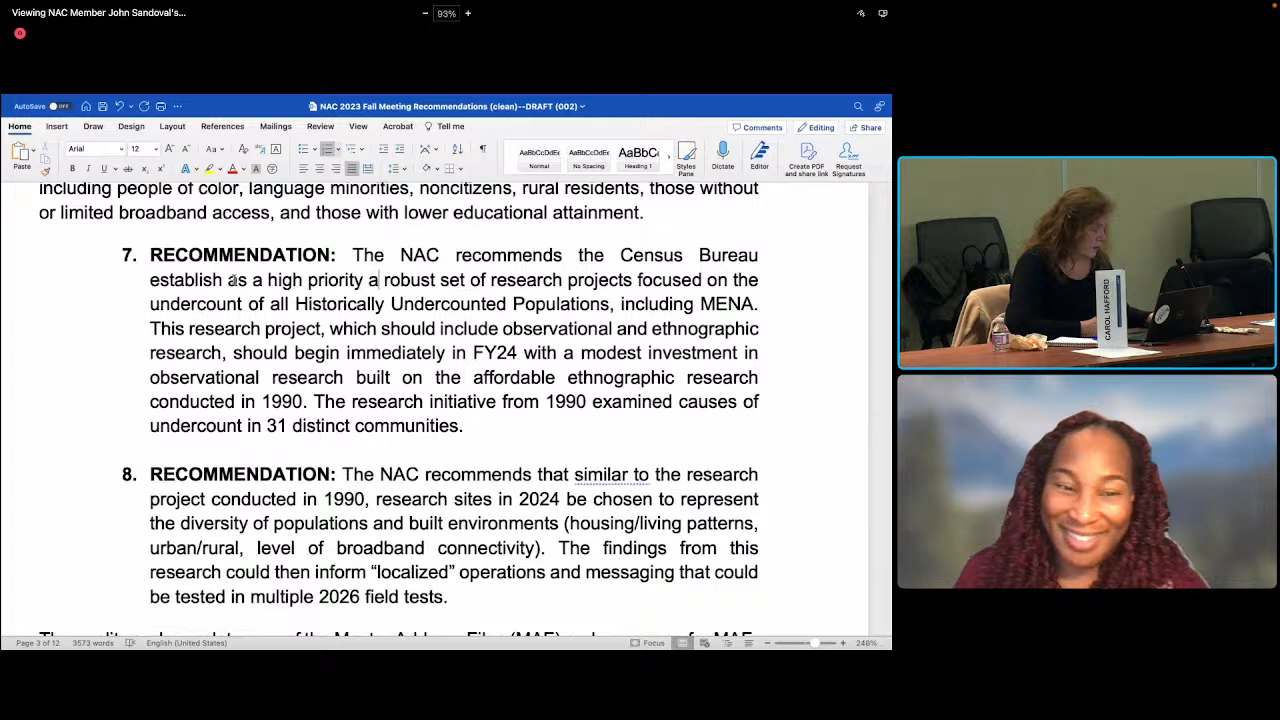 Viewing NAC Member John Sandoval's...
93%
AutoSave OFF
NAC 2023 Fall Meeting Recommendations (clean)--DRAFT (002)
Home Insert Draw Design Layout References Mailings Review View Acrobat Tell me
Comments Editing Share
Paste
Arial 12
AaBbCcDdEe AaBbCcDdEe AaBbC
Normal No Spacing Heading 1
Styles Pane
Dictate
Editor
Create PDF and share link
Request Signatures
including people of color, language minorities, noncitizens, rural residents, those without
or limited broadband access, and those with lower educational attainment.
7. RECOMMENDATION: The NAC recommends the Census Bureau
establish as a high priority a robust set of research projects focused on the
undercount of all Historically Undercounted Populations, including MENA.
This research project, which should include observational and ethnographic
research, should begin immediately in FY24 with a modest investment in
observational research built on the affordable ethnographic research
conducted in 1990. The research initiative from 1990 examined causes of
undercount in 31 distinct communities.
8. RECOMMENDATION: The NAC recommends that similar to the research
project conducted in 1990, research sites in 2024 be chosen to represent
the diversity of populations and built environments (housing/living patterns,
urban/rural, level of broadband connectivity). The findings from this
research could then inform “localized” operations and messaging that could
be tested in multiple 2026 field tests.
Page 3 of 12 3573 words English (United States) Focus 248%
CAROL HAFFORD